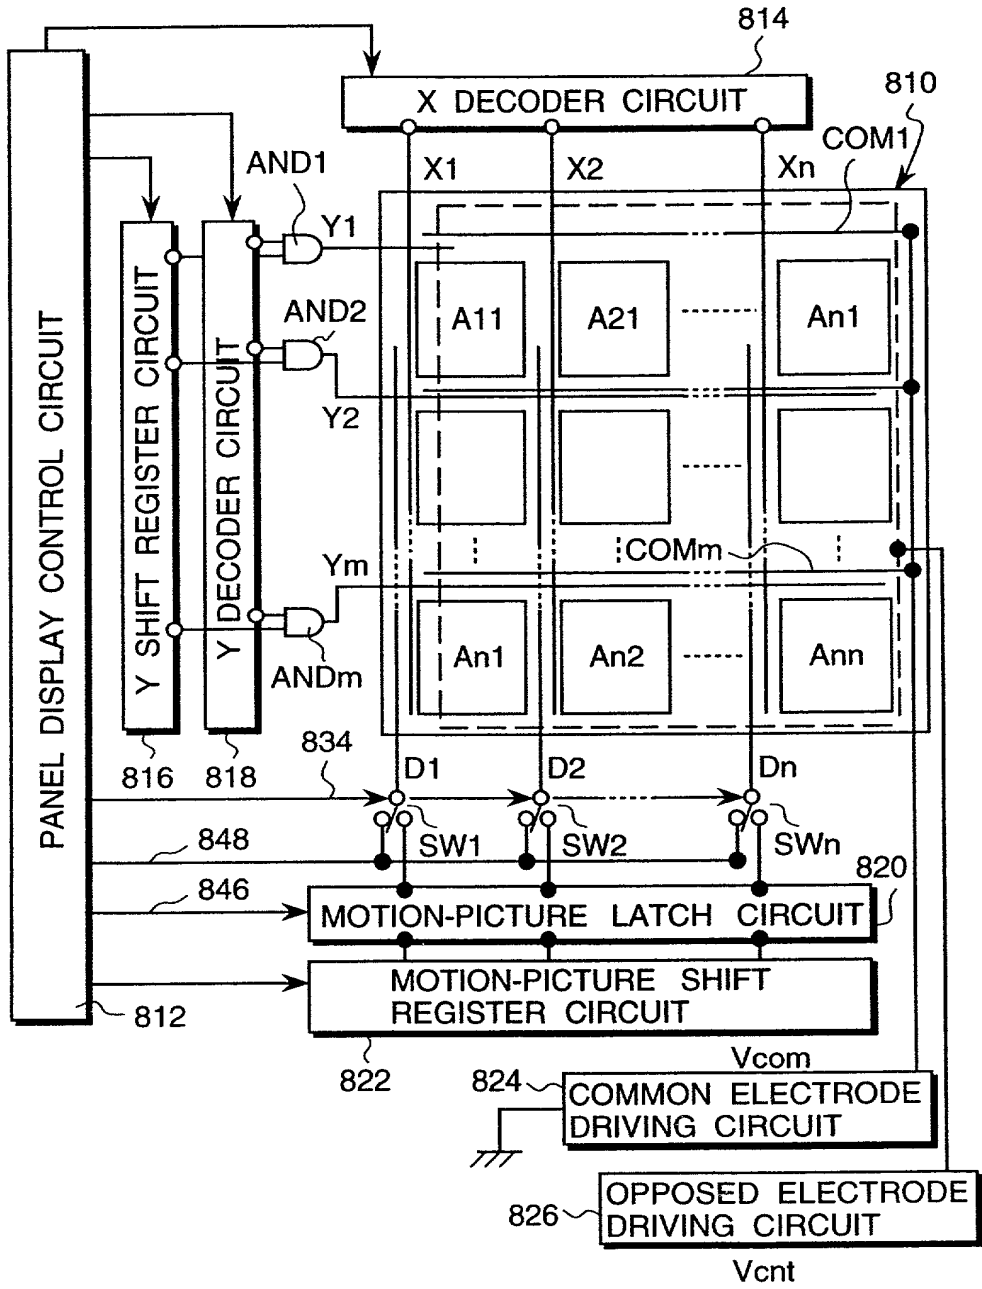 814
X DECODER CIRCUIT
810
COM1
AND1
X1
X2
Xn
Y1
A11
A21
An1
AND2
Y2
PANEL DISPLAY CONTROL CIRCUIT
Y SHIFT REGISTER CIRCUIT
Y DECODER CIRCUIT
COMm
Ym
An1
An2
Ann
ANDm
816
818
834
D1
D2
Dn
SW1
SW2
SWn
848
820
846
MOTION-PICTURE LATCH CIRCUIT
MOTION-PICTURE SHIFT
REGISTER CIRCUIT
812
822
Vcom
824
COMMON ELECTRODE
DRIVING CIRCUIT
826
OPPOSED ELECTRODE
DRIVING CIRCUIT
Vcnt